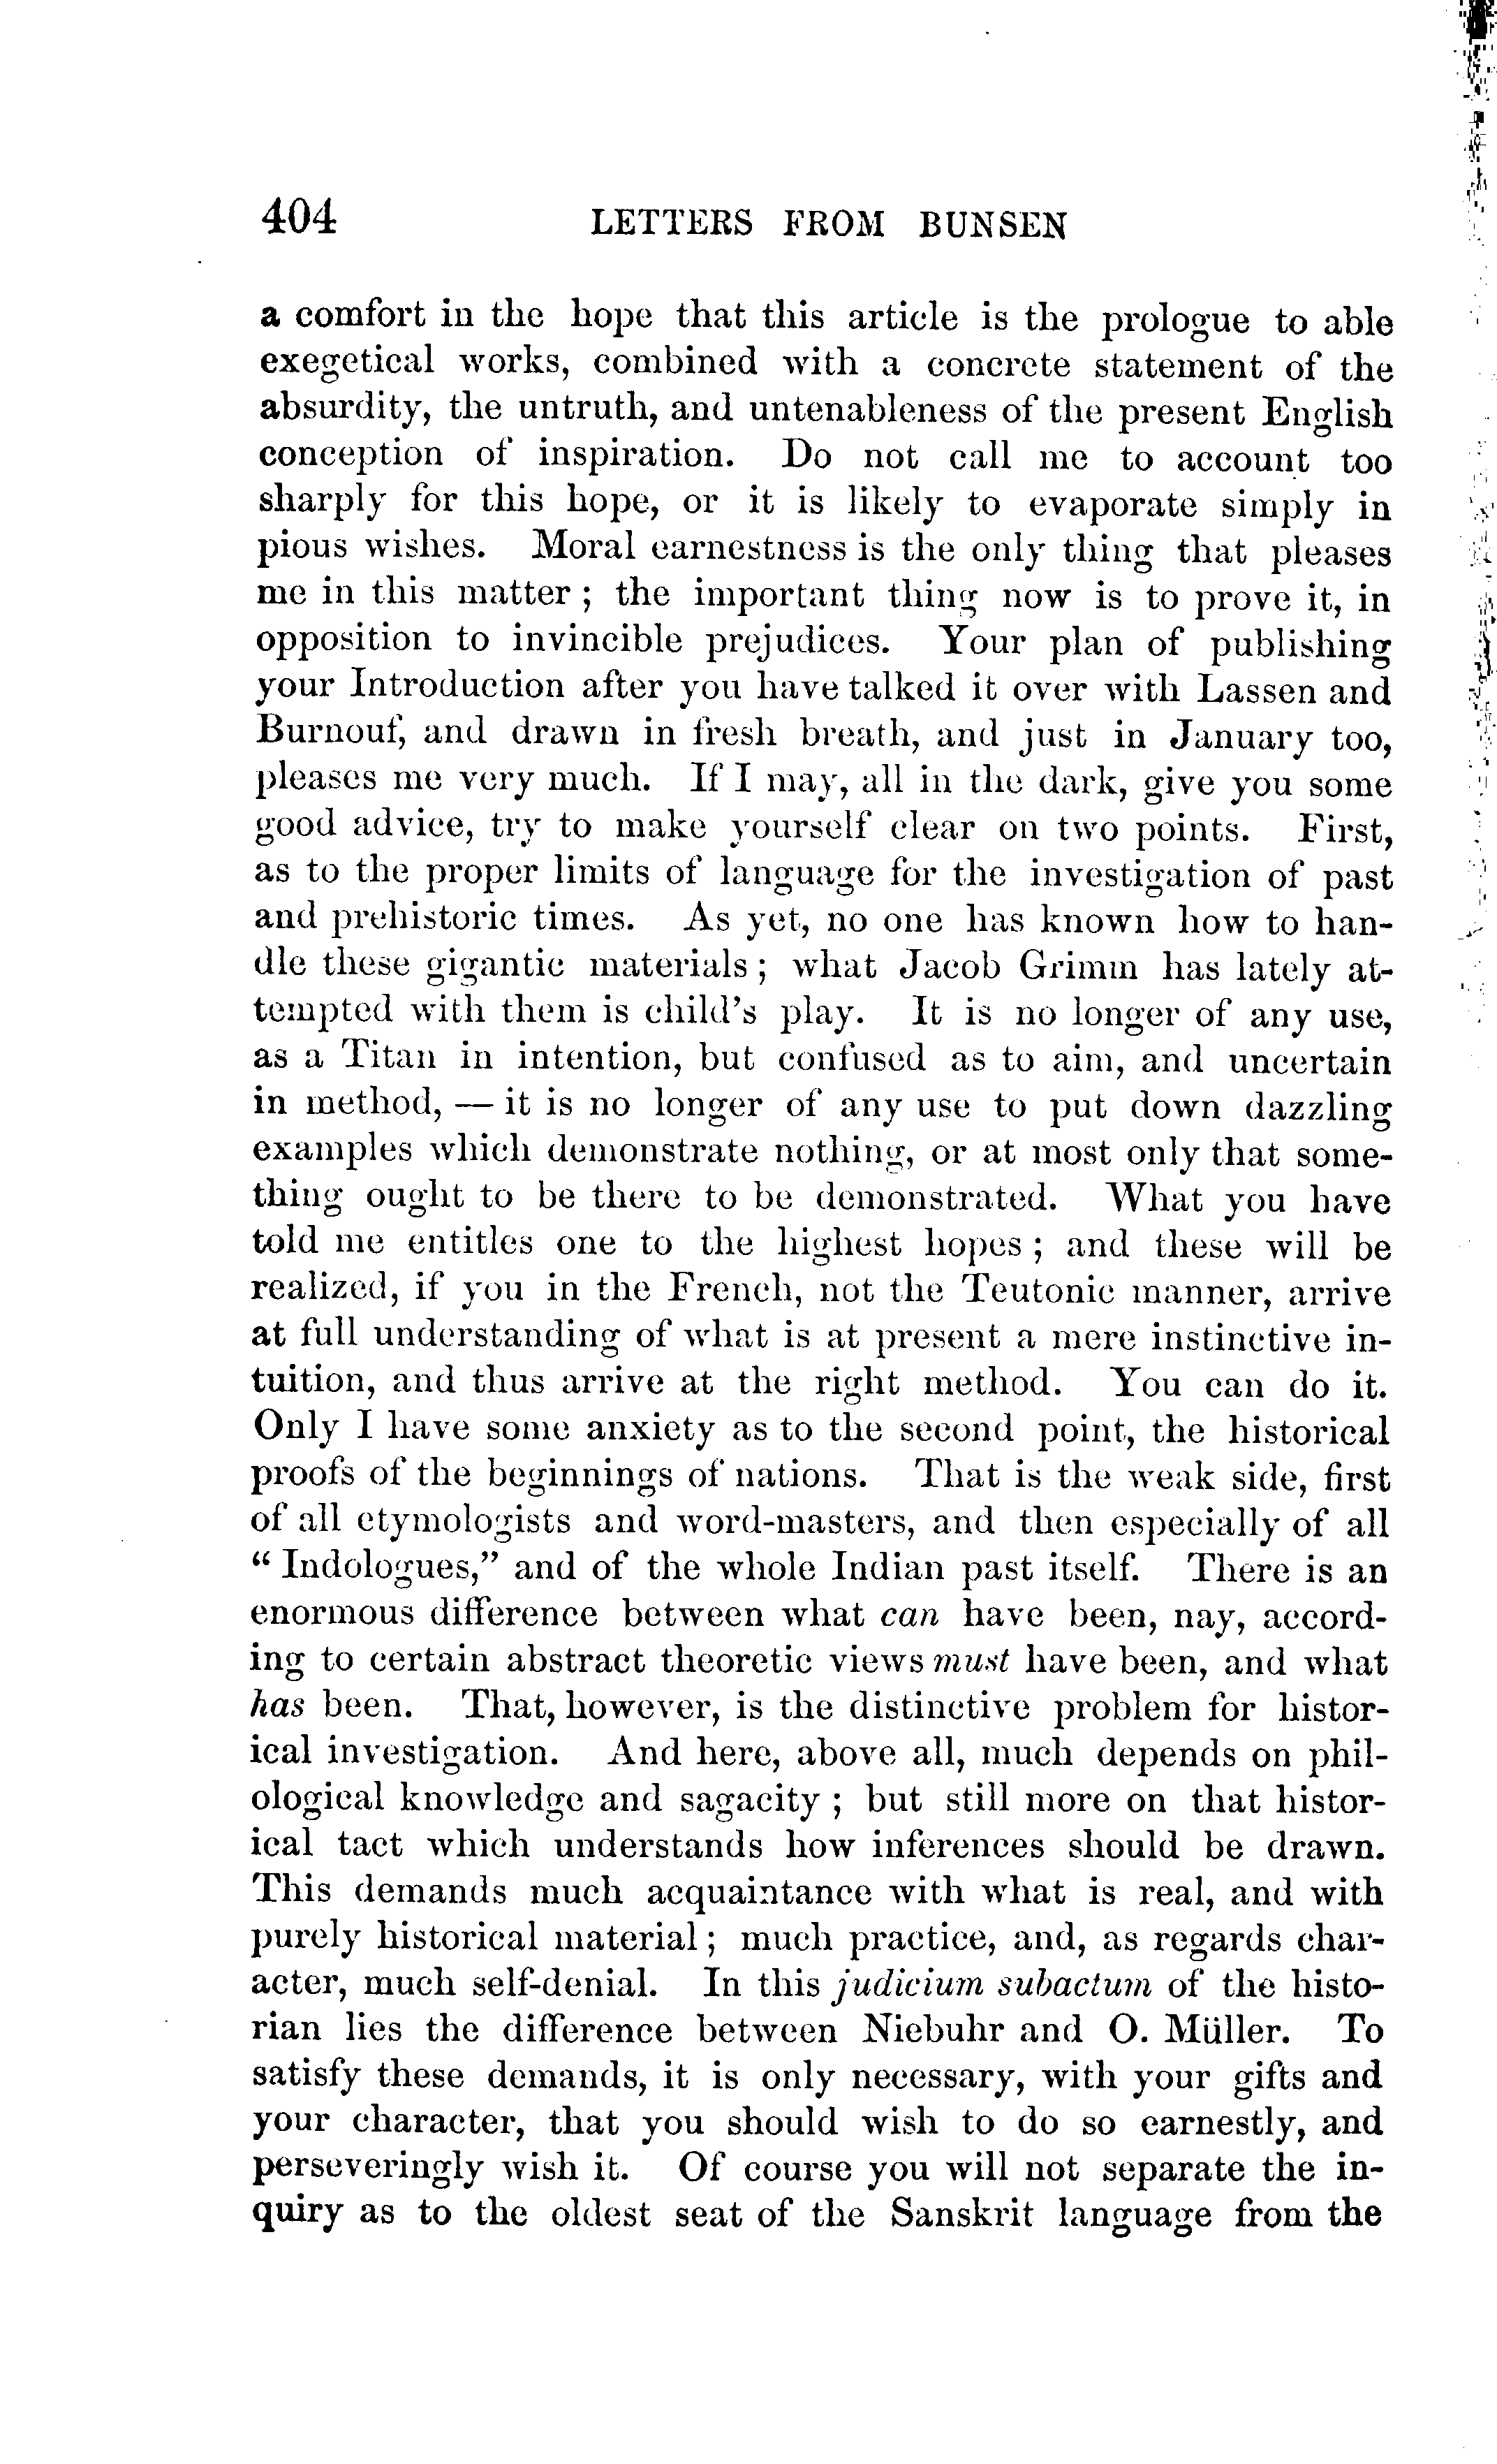 404 LETTERS FROM BUNSEN
a comfort in the hope that this article is the prologue to able
exegetical works, combined with a concrete statement of the
absurdity, the untruth, and untenableness of the present English
conception of inspiration. Do not call me to account too
sharply for this hope, or it is likely to evaporate simply in
pious wishes. Moral earnestness is the only thing that pleases
me in this matter ; the important thing now is to prove it, in
opposition to invincible prejudices. Your plan of publishing
your Introduction after you have talked it over with Lassen and
Burnouf, and drawn in fresh breath, and just in January too,
pleases me very much. If I may, all in the dark, give you some
good advice, try to make yourself clear on two points. First,
as to the proper limits of language for the investigation of past
and prehistoric times. As yet, no one has known how to han-
dle these gigantic materials ; what Jacob Grimm has lately at-
tempted with them is child's play. It is no longer of any use,
as a Titan in intention, but confused as to aim, and uncertain
in method, — it is no longer of any use to put down dazzling
examples which demonstrate nothing, or at most only that some-
thing ought to be there to be demonstrated. What you have
told me entitles one to the highest hopes ; and these will be
realized, if you in the French, not the Teutonic manner, arrive
at full understanding of what is at present a mere instinctive in-
tuition, and thus arrive at the right method. You can do it.
Only I have some anxiety as to the second point, the historical
proofs of the beginnings of nations. That is the weak side, first
of all etymologists and word-masters, and then especially of all
“ Indologues,” and of the whole Indian past itself. There is an
enormous difference between what can have been, nay, accord-
ing to certain abstract theoretic views must have been, and what
has been. That, however, is the distinctive problem for histor-
ical investigation. And here, above all, much depends on phil-
ological knowledge and sagacity ; but still more on that histor-
ical tact which understands how inferences should be drawn.
This demands much acquaintance with what is real, and with
purely historical material ; much practice, and, as regards char-
acter, much self-denial. In this judicium subactum of the histo-
rian lies the difference between Niebuhr and O. Müller. To
satisfy these demands, it is only necessary, with your gifts and
your character, that you should wish to do so earnestly, and
perseveringly wish it. Of course you will not separate the in-
quiry as to the oldest seat of the Sanskrit language from the